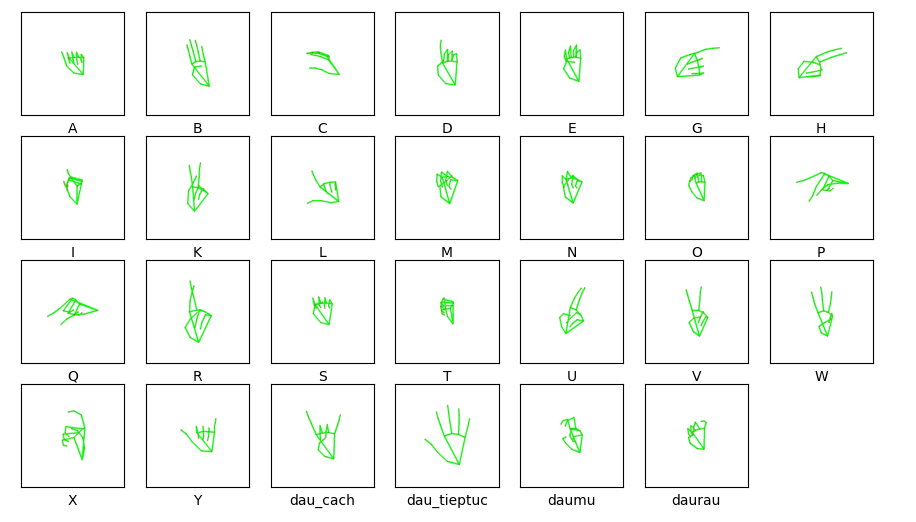 A B C D E G H
I K L M N O P
Q R S T U V W
X Y dau_cach dau_tieptuc daumu daurau